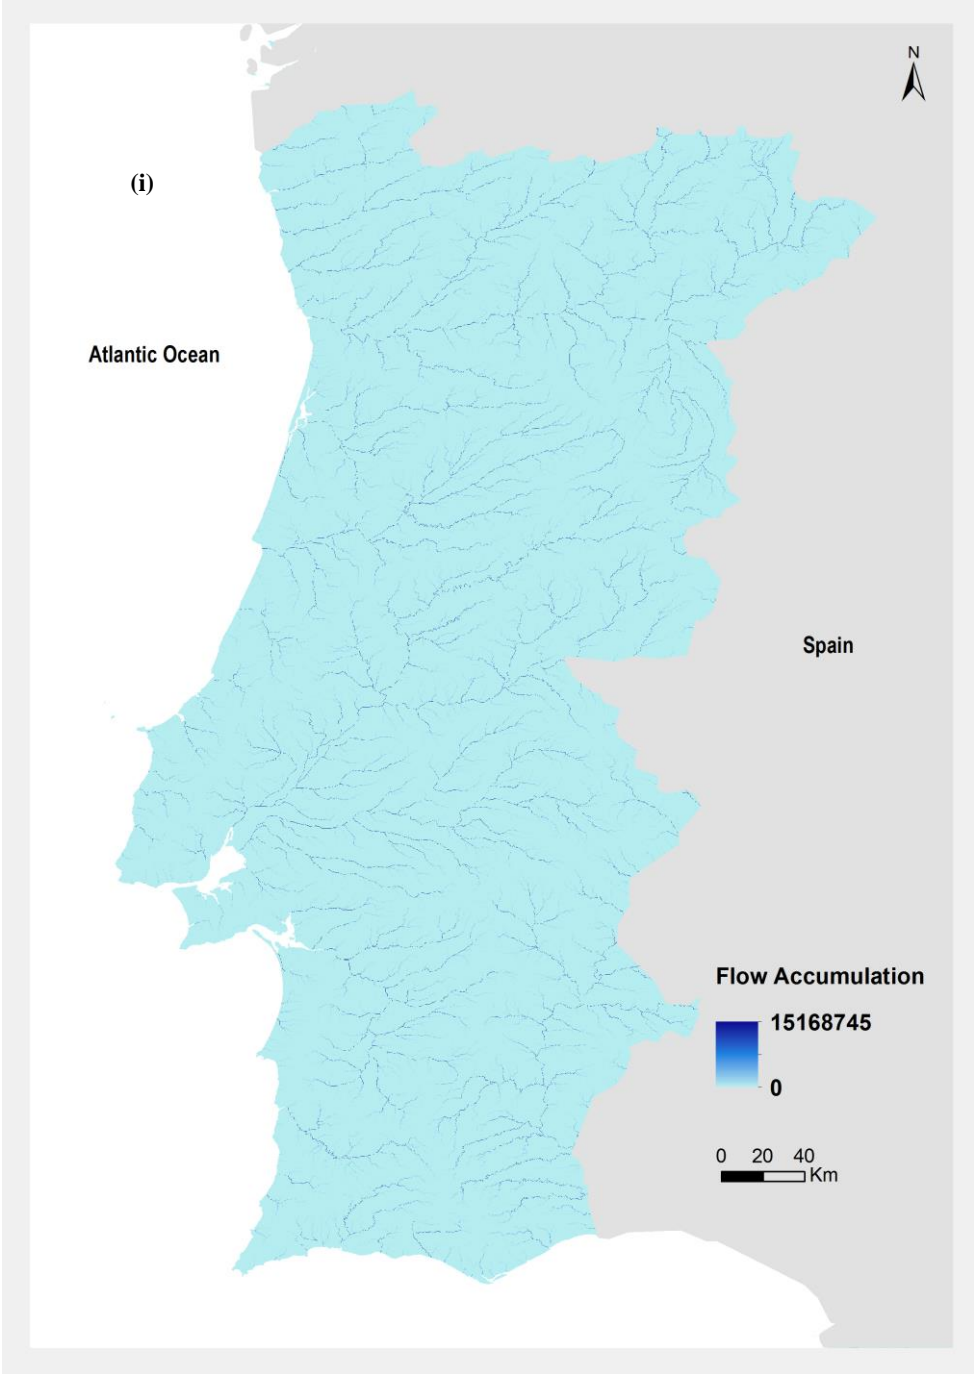 N
(i)
Atlantic Ocean
Spain
Flow Accumulation
15168745
0
0 20 40
Km